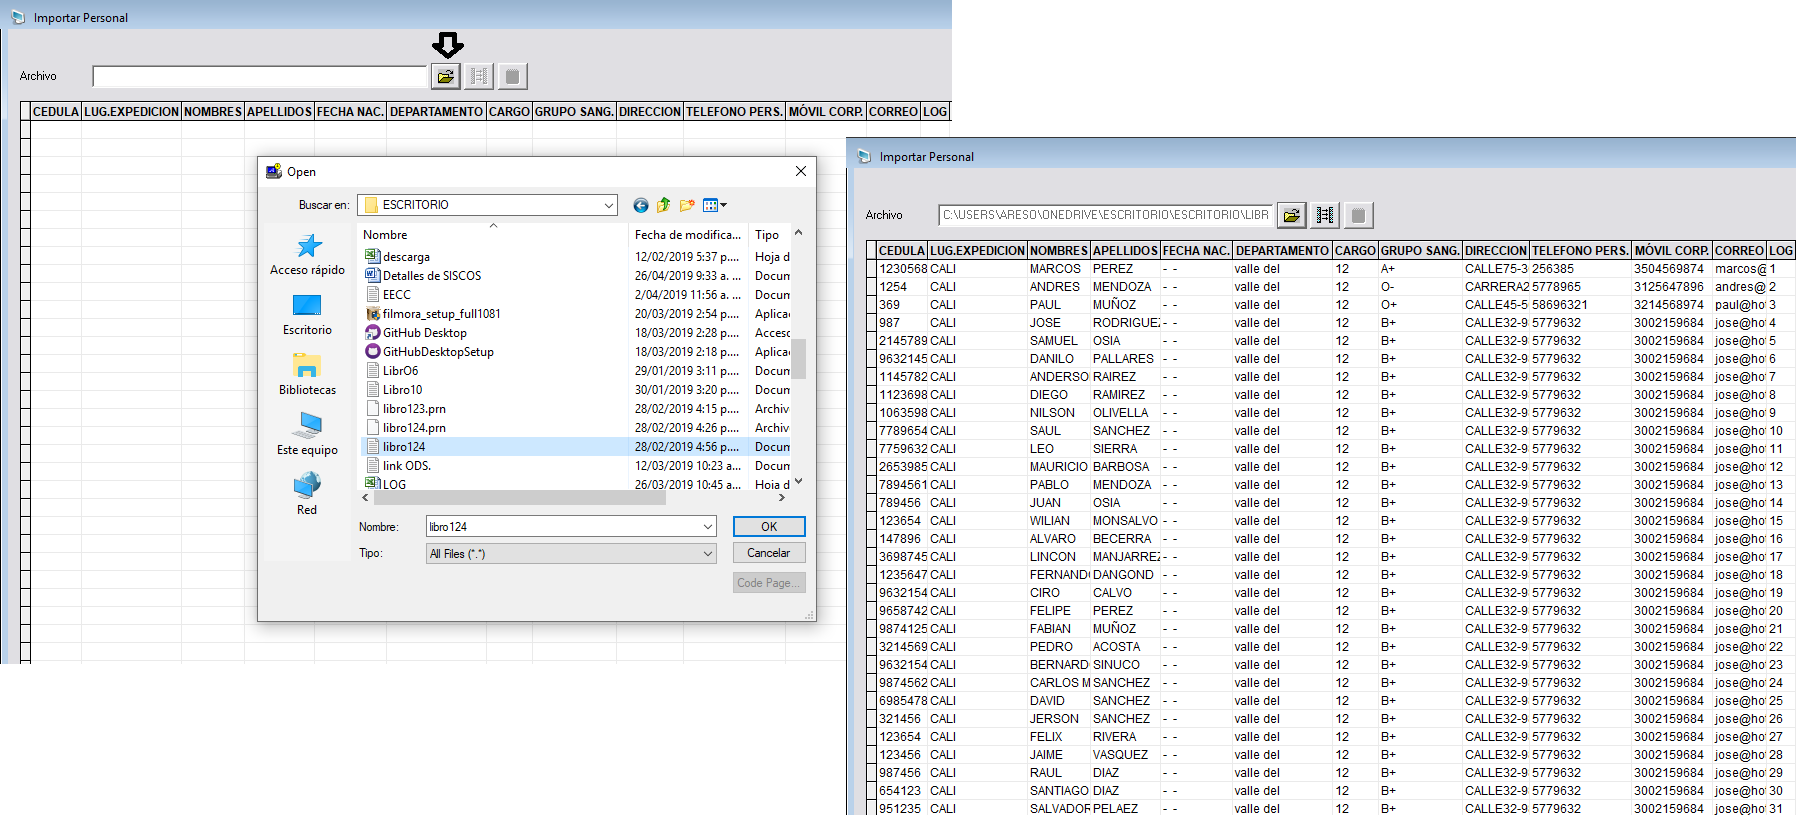 Importar Personal
Archivo
CEDULA LUG.EXPEDICION NOMBRES APELLIDOS FECHA NAC. DEPARTAMENTO CARGO GRUPO SANG. DIRECCION TELEFONO PERS. MÓVIL CORP. CORREO LOG
Open
Buscar en: ESCRITORIO
Acceso rápido
Escritorio
Bibliotecas
Este equipo
Red
Nombre Fecha de modifica... Tipo
descarga 12/02/2019 5:37 p.... Hoja d
Detalles de SISCOS 26/04/2019 9:33 a. ... Docum
EECC 2/04/2019 11:56 a. ... Docum
filmora_setup_full1081 20/03/2019 2:54 p.... Aplica
GitHub Desktop 18/03/2019 2:28 p.... Acceso
GitHubDesktopSetup 18/03/2019 2:18 p.... Aplica
LibrO6 29/01/2019 3:11 p.... Docum
Libro10 30/01/2019 3:20 p.... Docum
libro123.prn 28/02/2019 4:15 p.... Archiv
libro124.prn 28/02/2019 4:26 p.... Archiv
libro124 28/02/2019 4:56 p.... Docum
link ODS. 12/03/2019 10:23 a... Docum
LOG 26/03/2019 10:45 a... Hoja d
Nombre: libro124 OK
Tipo: All Files (*.*) Cancelar
Code Page...
Importar Personal
Archivo C:\USERS\ARESO\ONEDRIVE\ESCRITORIO\ESCRITORIO\LIBR
CEDULA LUG.EXPEDICION NOMBRES APELLIDOS FECHA NAC. DEPARTAMENTO CARGO GRUPO SANG. DIRECCION TELEFONO PERS. MÓVIL CORP. CORREO LOG
1230568 CALI MARCOS PEREZ - - valle del 12 A+ CALLE75-3 256385 3504569874 marcos@ 1
1254 CALI ANDRES MENDOZA - - valle del 12 O- CARRERA2 5778965 3125647896 andres@ 2
369 CALI PAUL MUÑOZ - - valle del 12 O+ CALLE45-5 58696321 3214568974 paul@ho 3
987 CALI JOSE RODRIGUEZ - - valle del 12 B+ CALLE32-9 5779632 3002159684 jose@ho 4
2145789 CALI SAMUEL OSIA - - valle del 12 B+ CALLE32-9 5779632 3002159684 jose@ho 5
9632145 CALI DANILO PALLARES - - valle del 12 B+ CALLE32-9 5779632 3002159684 jose@ho 6
1145782 CALI ANDERSO RAIREZ - - valle del 12 B+ CALLE32-9 5779632 3002159684 jose@ho 7
1123698 CALI DIEGO RAMIREZ - - valle del 12 B+ CALLE32-9 5779632 3002159684 jose@ho 8
1063598 CALI NILSON OLIVELLA - - valle del 12 B+ CALLE32-9 5779632 3002159684 jose@ho 9
7789654 CALI SAUL SANCHEZ - - valle del 12 B+ CALLE32-9 5779632 3002159684 jose@ho 10
7759632 CALI LEO SIERRA - - valle del 12 B+ CALLE32-9 5779632 3002159684 jose@ho 11
2653985 CALI MAURICIO BARBOSA - - valle del 12 B+ CALLE32-9 5779632 3002159684 jose@ho 12
7894561 CALI PABLO MENDOZA - - valle del 12 B+ CALLE32-9 5779632 3002159684 jose@ho 13
789456 CALI JUAN OSIA - - valle del 12 B+ CALLE32-9 5779632 3002159684 jose@ho 14
123654 CALI WILIAN MONSALVO - - valle del 12 B+ CALLE32-9 5779632 3002159684 jose@ho 15
147896 CALI ALVARO BECERRA - - valle del 12 B+ CALLE32-9 5779632 3002159684 jose@ho 16
3698745 CALI LINCON MANJARREZ - - valle del 12 B+ CALLE32-9 5779632 3002159684 jose@ho 17
1235647 CALI FERNAND DANGOND - - valle del 12 B+ CALLE32-9 5779632 3002159684 jose@ho 18
9632154 CALI CIRO CALVO - - valle del 12 B+ CALLE32-9 5779632 3002159684 jose@ho 19
9658742 CALI FELIPE PEREZ - - valle del 12 B+ CALLE32-9 5779632 3002159684 jose@ho 20
9874125 CALI FABIAN MUÑOZ - - valle del 12 B+ CALLE32-9 5779632 3002159684 jose@ho 21
3214569 CALI PEDRO ACOSTA - - valle del 12 B+ CALLE32-9 5779632 3002159684 jose@ho 22
9632154 CALI BERNARD SINUCO - - valle del 12 B+ CALLE32-9 5779632 3002159684 jose@ho 23
9874562 CALI CARLOS M SANCHEZ - - valle del 12 B+ CALLE32-9 5779632 3002159684 jose@ho 24
6985478 CALI DAVID SANCHEZ - - valle del 12 B+ CALLE32-9 5779632 3002159684 jose@ho 25
321456 CALI JERSON SANCHEZ - - valle del 12 B+ CALLE32-9 5779632 3002159684 jose@ho 26
123654 CALI FELIX RIVERA - - valle del 12 B+ CALLE32-9 5779632 3002159684 jose@ho 27
123456 CALI JAIME VASQUEZ - - valle del 12 B+ CALLE32-9 5779632 3002159684 jose@ho 28
987456 CALI RAUL DIAZ - - valle del 12 B+ CALLE32-9 5779632 3002159684 jose@ho 29
654123 CALI SANTIAGO DIAZ - - valle del 12 B+ CALLE32-9 5779632 3002159684 jose@ho 30
951235 CALI SALVADOR PELAEZ - - valle del 12 B+ CALLE32-9 5779632 3002159684 jose@ho 31